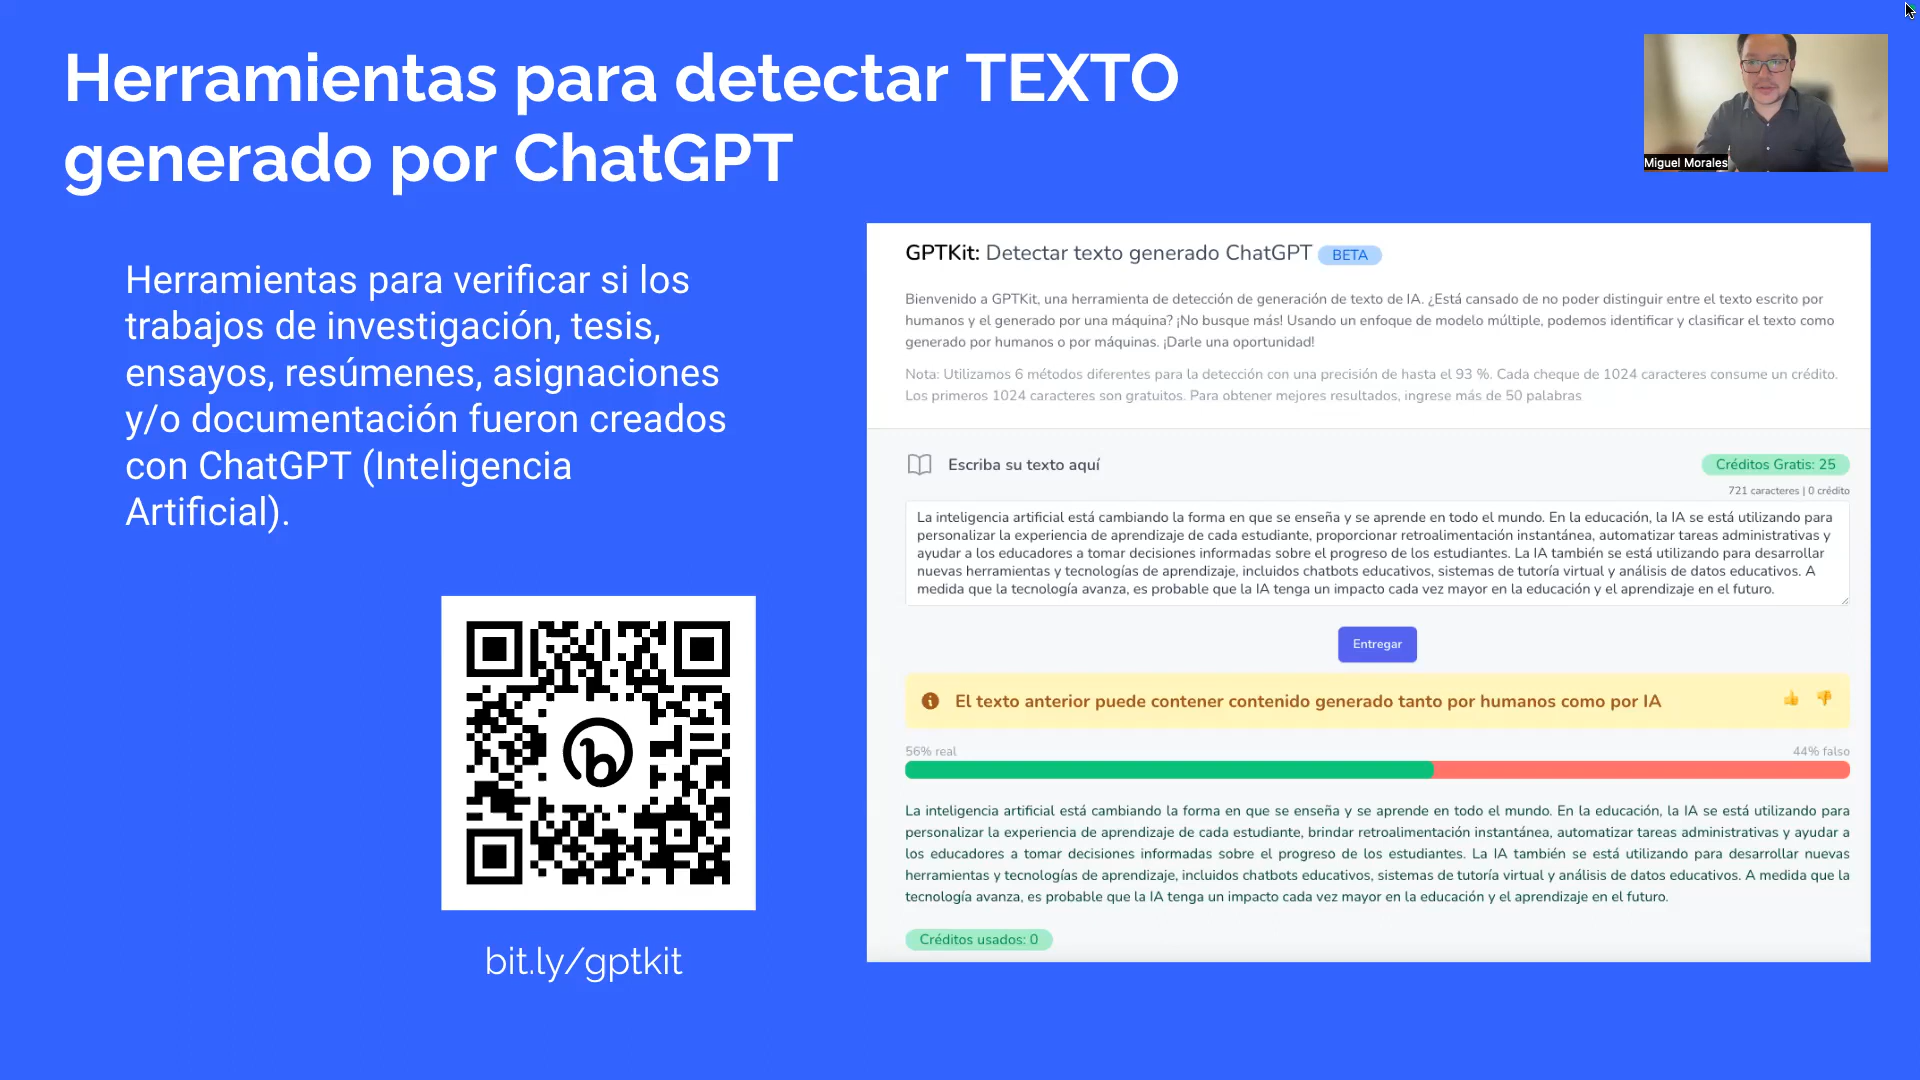 Herramientas para detectar TEXTO
generado por ChatGPT
Miguel Morales
Herramientas para verificar si los
trabajos de investigación, tesis,
ensayos, resúmenes, asignaciones
y/o documentación fueron creados
con ChatGPT (Inteligencia
Artificial).
bit.ly/gptkit
GPTKit: Detectar texto generado ChatGPT BETA
Bienvenido a GPTKit, una herramienta de detección de generación de texto de IA. ¿Está cansado de no poder distinguir entre el texto escrito por
humanos y el generado por una máquina? ¡No busque más! Usando un enfoque de modelo múltiple, podemos identificar y clasificar el texto como
generado por humanos o por máquinas. ¡Darle una oportunidad!
Nota: Utilizamos 6 métodos diferentes para la detección con una precisión de hasta el 93 %. Cada cheque de 1024 caracteres consume un crédito.
Los primeros 1024 caracteres son gratuitos. Para obtener mejores resultados, ingrese más de 50 palabras
Escriba su texto aquí
Créditos Gratis: 25
721 caracteres | 0 crédito
La inteligencia artificial está cambiando la forma en que se enseña y se aprende en todo el mundo. En la educación, la IA se está utilizando para
personalizar la experiencia de aprendizaje de cada estudiante, proporcionar retroalimentación instantánea, automatizar tareas administrativas y
ayudar a los educadores a tomar decisiones informadas sobre el progreso de los estudiantes. La IA también se está utilizando para desarrollar
nuevas herramientas y tecnologías de aprendizaje, incluidos chatbots educativos, sistemas de tutoría virtual y análisis de datos educativos. A
medida que la tecnología avanza, es probable que la IA tenga un impacto cada vez mayor en la educación y el aprendizaje en el futuro.
Entregar
El texto anterior puede contener contenido generado tanto por humanos como por IA
56% real
44% falso
La inteligencia artificial está cambiando la forma en que se enseña y se aprende en todo el mundo. En la educación, la IA se está utilizando para
personalizar la experiencia de aprendizaje de cada estudiante, brindar retroalimentación instantánea, automatizar tareas administrativas y ayudar a
los educadores a tomar decisiones informadas sobre el progreso de los estudiantes. La IA también se está utilizando para desarrollar nuevas
herramientas y tecnologías de aprendizaje, incluidos chatbots educativos, sistemas de tutoría virtual y análisis de datos educativos. A medida que la
tecnología avanza, es probable que la IA tenga un impacto cada vez mayor en la educación y el aprendizaje en el futuro.
Créditos usados: 0